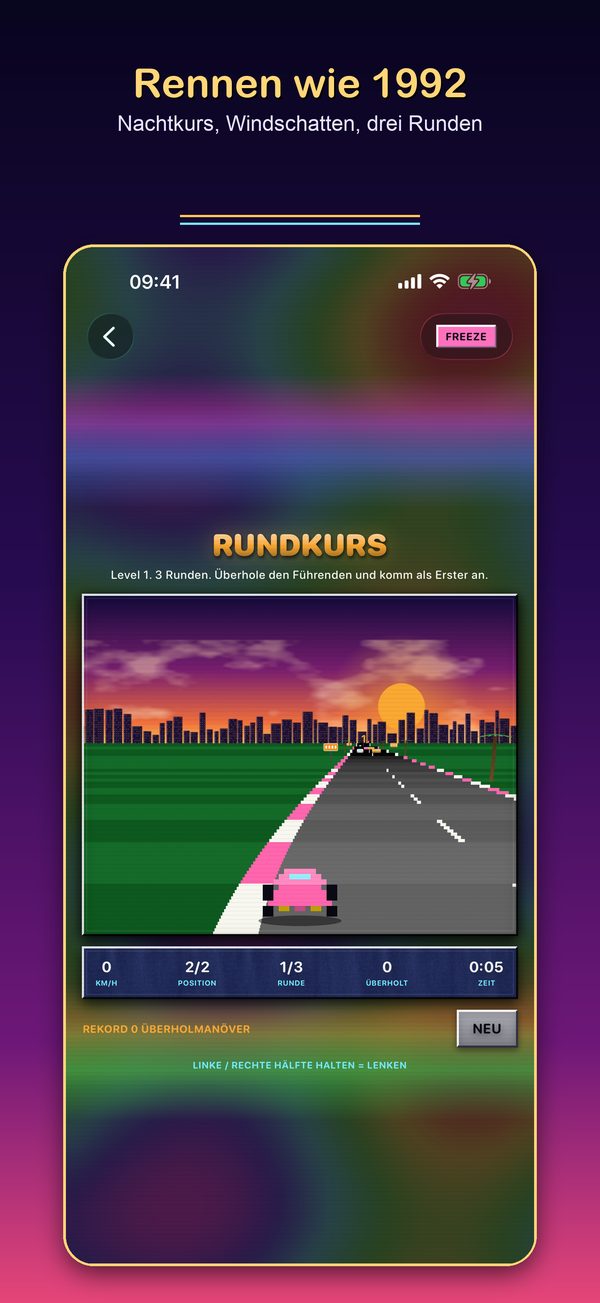 Rennen wie 1992
Nachtkurs, Windschatten, drei Runden
09:41
FREEZE
RUNDKURS
Level 1. 3 Runden. Überhole den Führenden und komm als Erster an.
0 2/2 1/3 0 0:05
KM/H POSITION RUNDE ÜBERHOLT ZEIT
REKORD 0 ÜBERHOLMANÖVER
NEU
LINKE / RECHTE HÄLFTE HALTEN = LENKEN